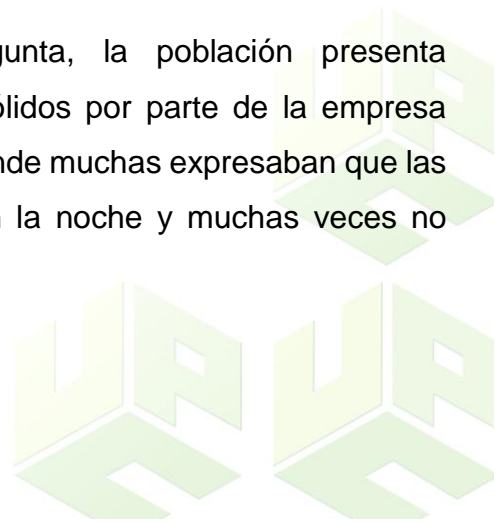 gunta, la población presenta
ólidos por parte de la empresa
nde muchas expresaban que las
la noche y muchas veces no